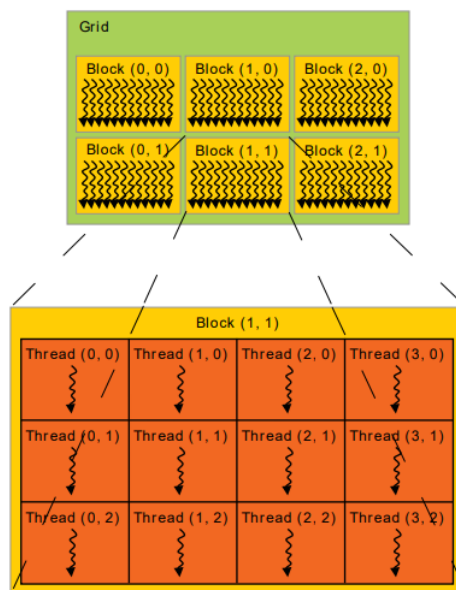 Grid
Block (0, 0) Block (1, 0) Block (2, 0)
Block (0, 1) Block (1, 1) Block (2, 1)
Block (1, 1)
Thread (0, 0) Thread (1, 0) Thread (2, 0) Thread (3, 0)
Thread (0, 1) Thread (1, 1) Thread (2, 1) Thread (3, 1)
Thread (0, 2) Thread (1, 2) Thread (2, 2) Thread (3, 2)